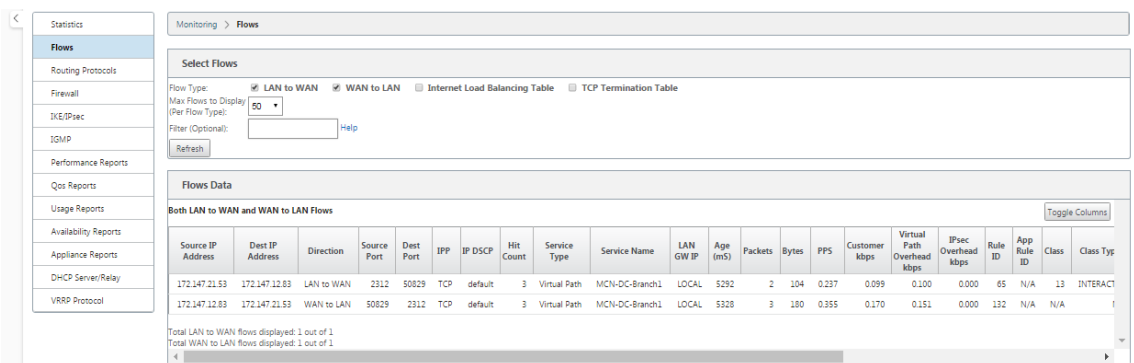 Statistics
Flows
Routing Protocols
Firewall
IKE/IPsec
IGMP
Performance Reports
Qos Reports
Usage Reports
Availability Reports
Appliance Reports
DHCP Server/Relay
VRRP Protocol
Monitoring > Flows
Select Flows
Flow Type: LAN to WAN WAN to LAN Internet Load Balancing Table TCP Termination Table
Max Flows to Display
(Per Flow Type): 50
Filter (Optional): Help
Refresh
Flows Data
Both LAN to WAN and WAN to LAN Flows Toggle Columns
Source IP Address Dest IP Address Direction Source Port Dest Port IPP IP DSCP Hit Count Service Type Service Name LAN GW IP Age (mS) Packets Bytes PPS Customer kbps Virtual Path Overhead kbps IPsec Overhead kbps Rule ID App Rule ID Class Class Typ
172.147.21.53 172.147.12.83 LAN to WAN 2312 50829 TCP default 3 Virtual Path MCN-DC-Branch1 LOCAL 5292 2 104 0.237 0.099 0.100 0.000 65 N/A 13 INTERACT
172.147.12.83 172.147.21.53 WAN to LAN 50829 2312 TCP default 3 Virtual Path MCN-DC-Branch1 LOCAL 5328 3 180 0.355 0.170 0.151 0.000 132 N/A N/A
Total LAN to WAN flows displayed: 1 out of 1
Total WAN to LAN flows displayed: 1 out of 1